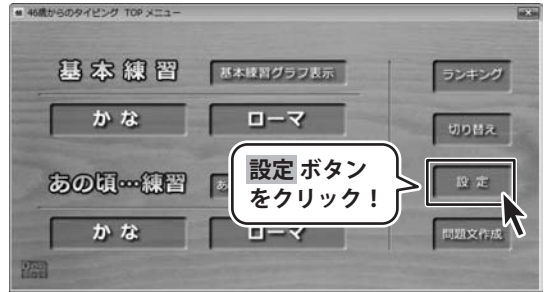 46歳からのタイピング TOP メニュー
基本練習
基本練習グラフ表示
ランキング
かな
ローマ
切り替え
設定 ボタン
をクリック！
あの頃…練習
あ
設定
かな
ローマ
問題文作成